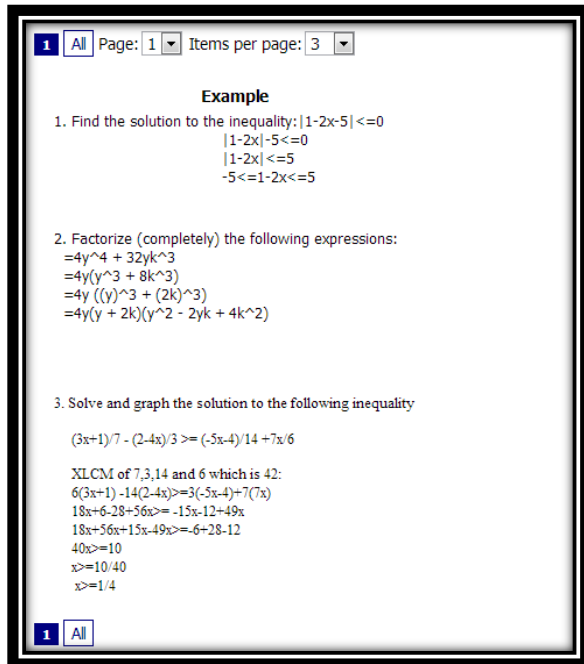 1 All Page: 1 Items per page: 3
Example
1. Find the solution to the inequality:|1-2x-5|<=0
|1-2x|-5<=0
|1-2x|<=5
-5<=1-2x<=5
2. Factorize (completely) the following expressions:
=4y^4 + 32yk^3
=4y(y^3 + 8k^3)
=4y ((y)^3 + (2k)^3)
=4y(y + 2k)(y^2 - 2yk + 4k^2)
3. Solve and graph the solution to the following inequality
(3x+1)/7 - (2-4x)/3 >= (-5x-4)/14 +7x/6
XLCM of 7,3,14 and 6 which is 42:
6(3x+1) -14(2-4x)>=3(-5x-4)+7(7x)
18x+6-28+56x>= -15x-12+49x
18x+56x+15x-49x>=-6+28-12
40x>=10
x>=10/40
x>=1/4
1 All